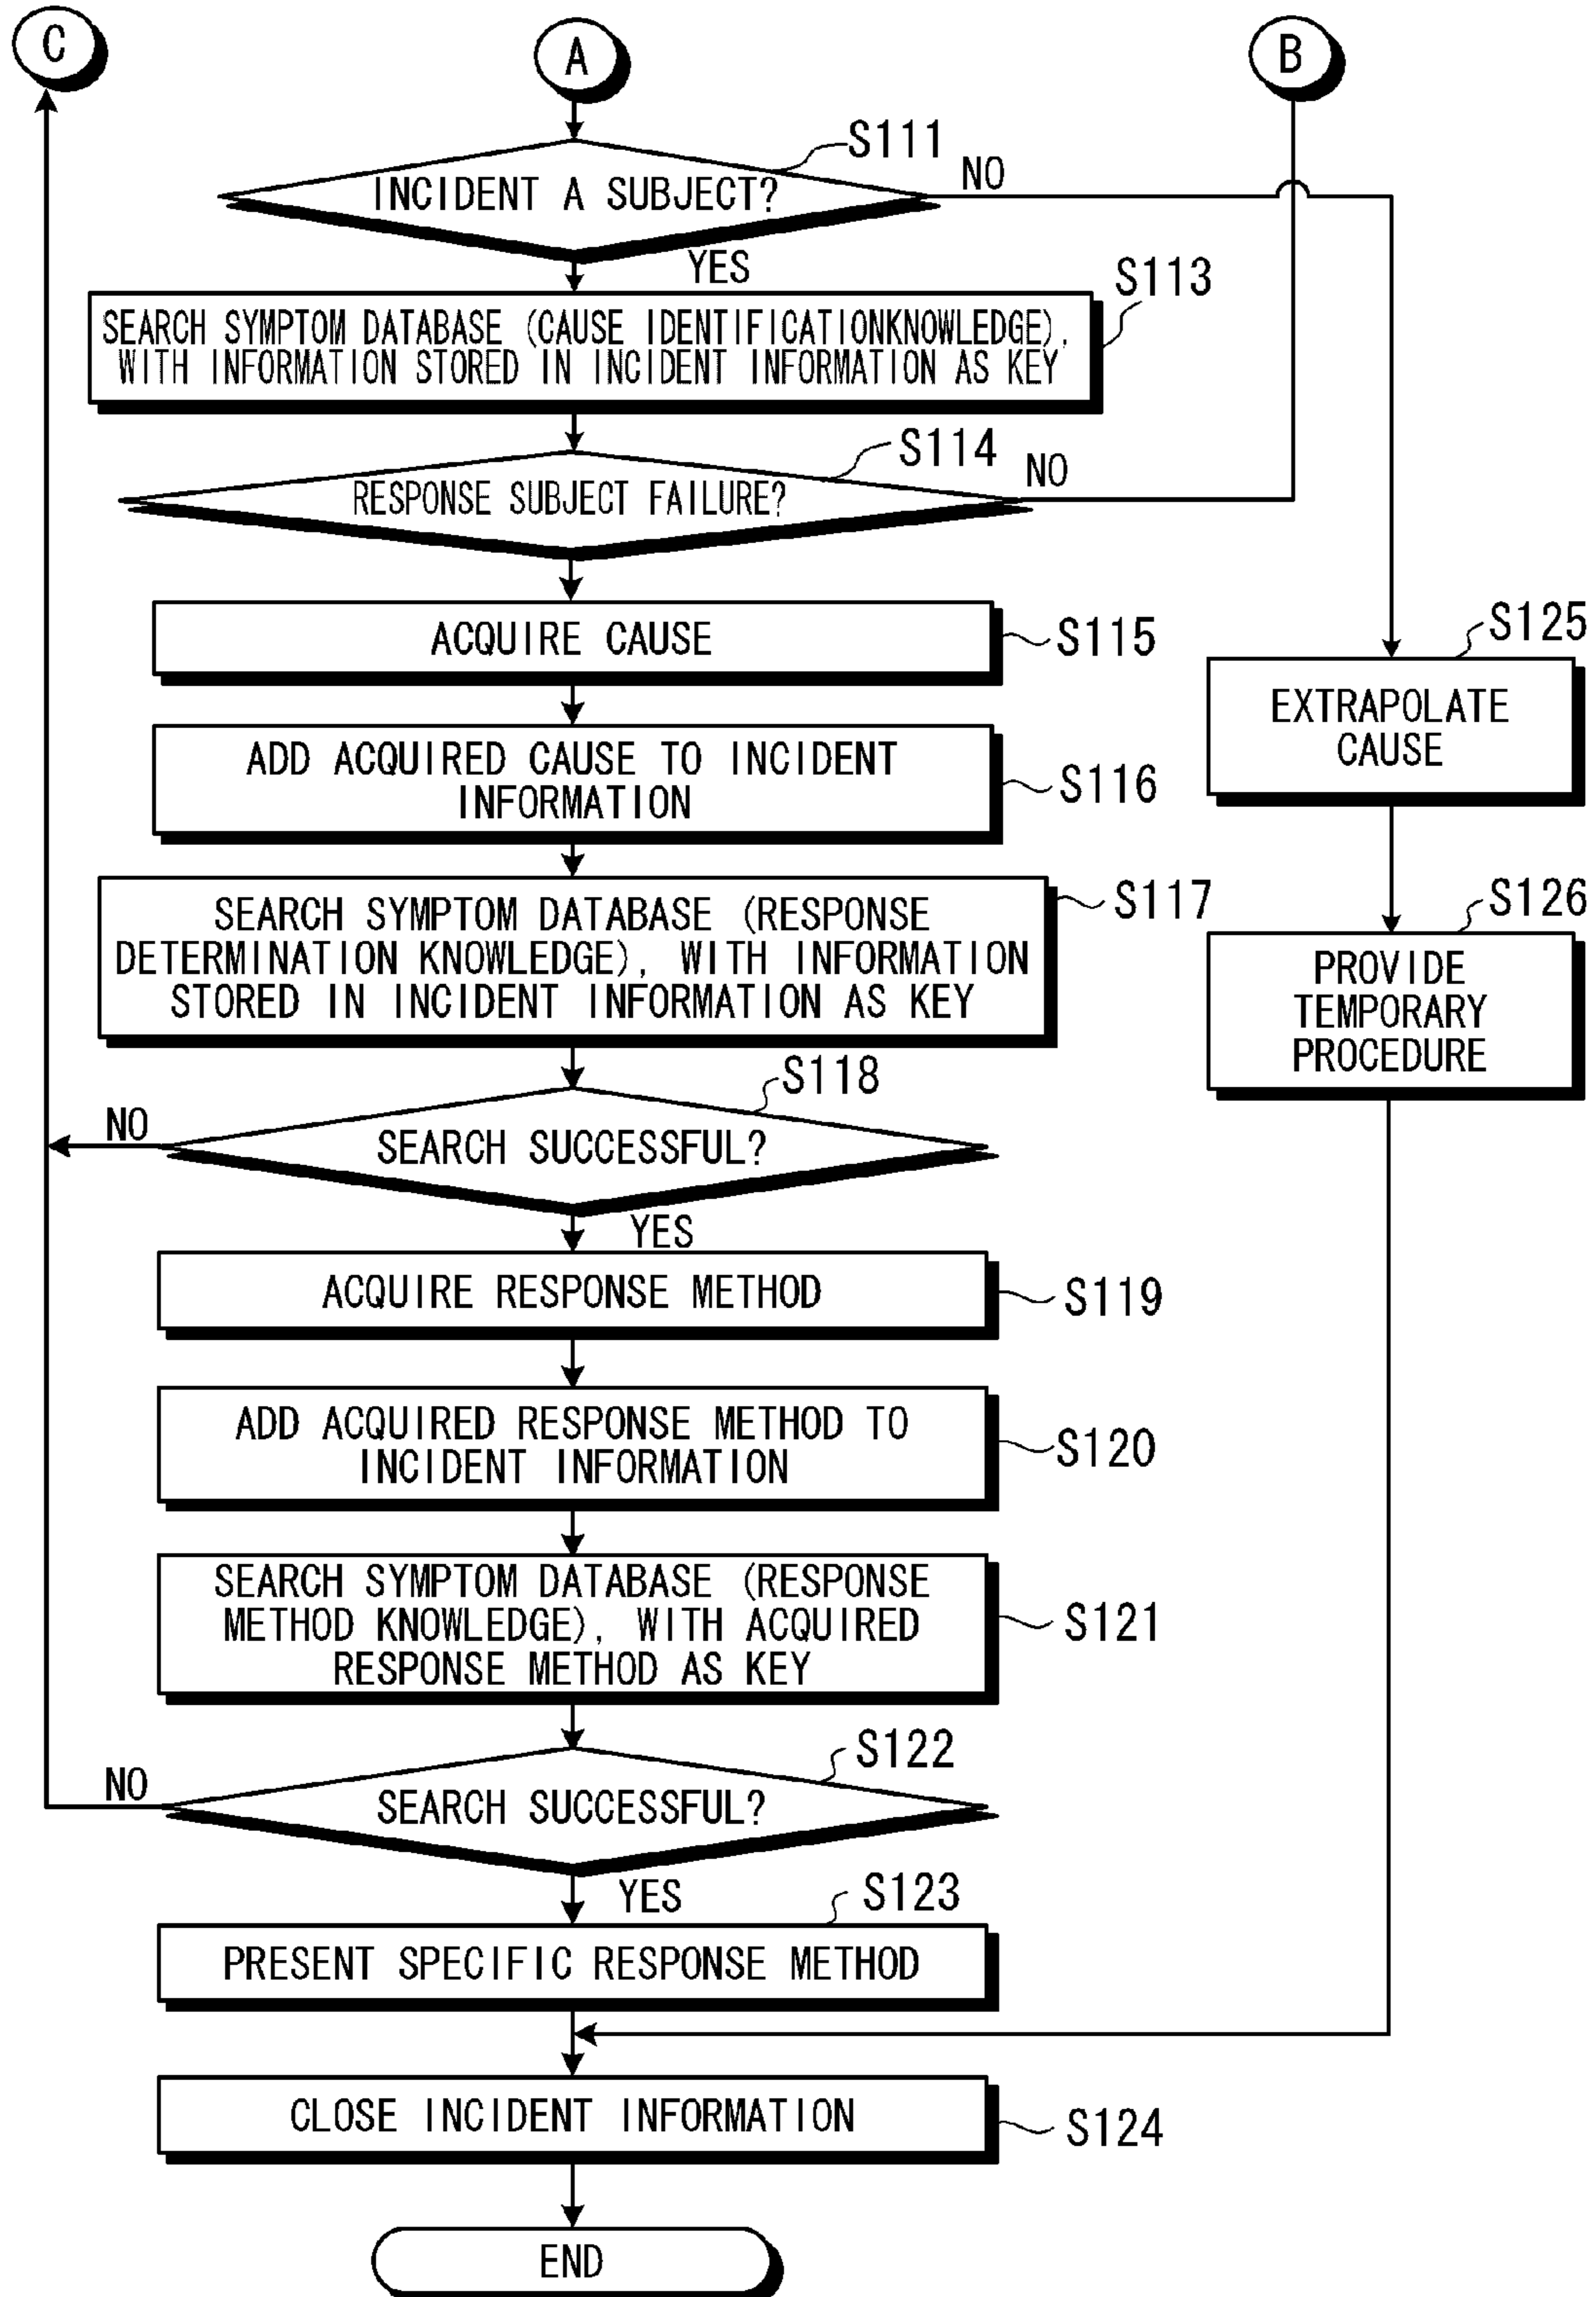 C
A
B
S111
INCIDENT A SUBJECT?
NO
YES
S113
SEARCH SYMPTOM DATABASE (CAUSE IDENTIFICATIONKNOWLEDGE),
WITH INFORMATION STORED IN INCIDENT INFORMATION AS KEY
S114
RESPONSE SUBJECT FAILURE?
NO
ACQUIRE CAUSE
S115
ADD ACQUIRED CAUSE TO INCIDENT
INFORMATION
S116
S125
EXTRAPOLATE
CAUSE
SEARCH SYMPTOM DATABASE (RESPONSE
DETERMINATION KNOWLEDGE), WITH INFORMATION
STORED IN INCIDENT INFORMATION AS KEY
S117
S126
PROVIDE
TEMPORARY
PROCEDURE
S118
NO
SEARCH SUCCESSFUL?
YES
ACQUIRE RESPONSE METHOD
S119
ADD ACQUIRED RESPONSE METHOD TO
INCIDENT INFORMATION
S120
SEARCH SYMPTOM DATABASE (RESPONSE
METHOD KNOWLEDGE), WITH ACQUIRED
RESPONSE METHOD AS KEY
S121
S122
NO
SEARCH SUCCESSFUL?
YES
S123
PRESENT SPECIFIC RESPONSE METHOD
CLOSE INCIDENT INFORMATION
S124
END